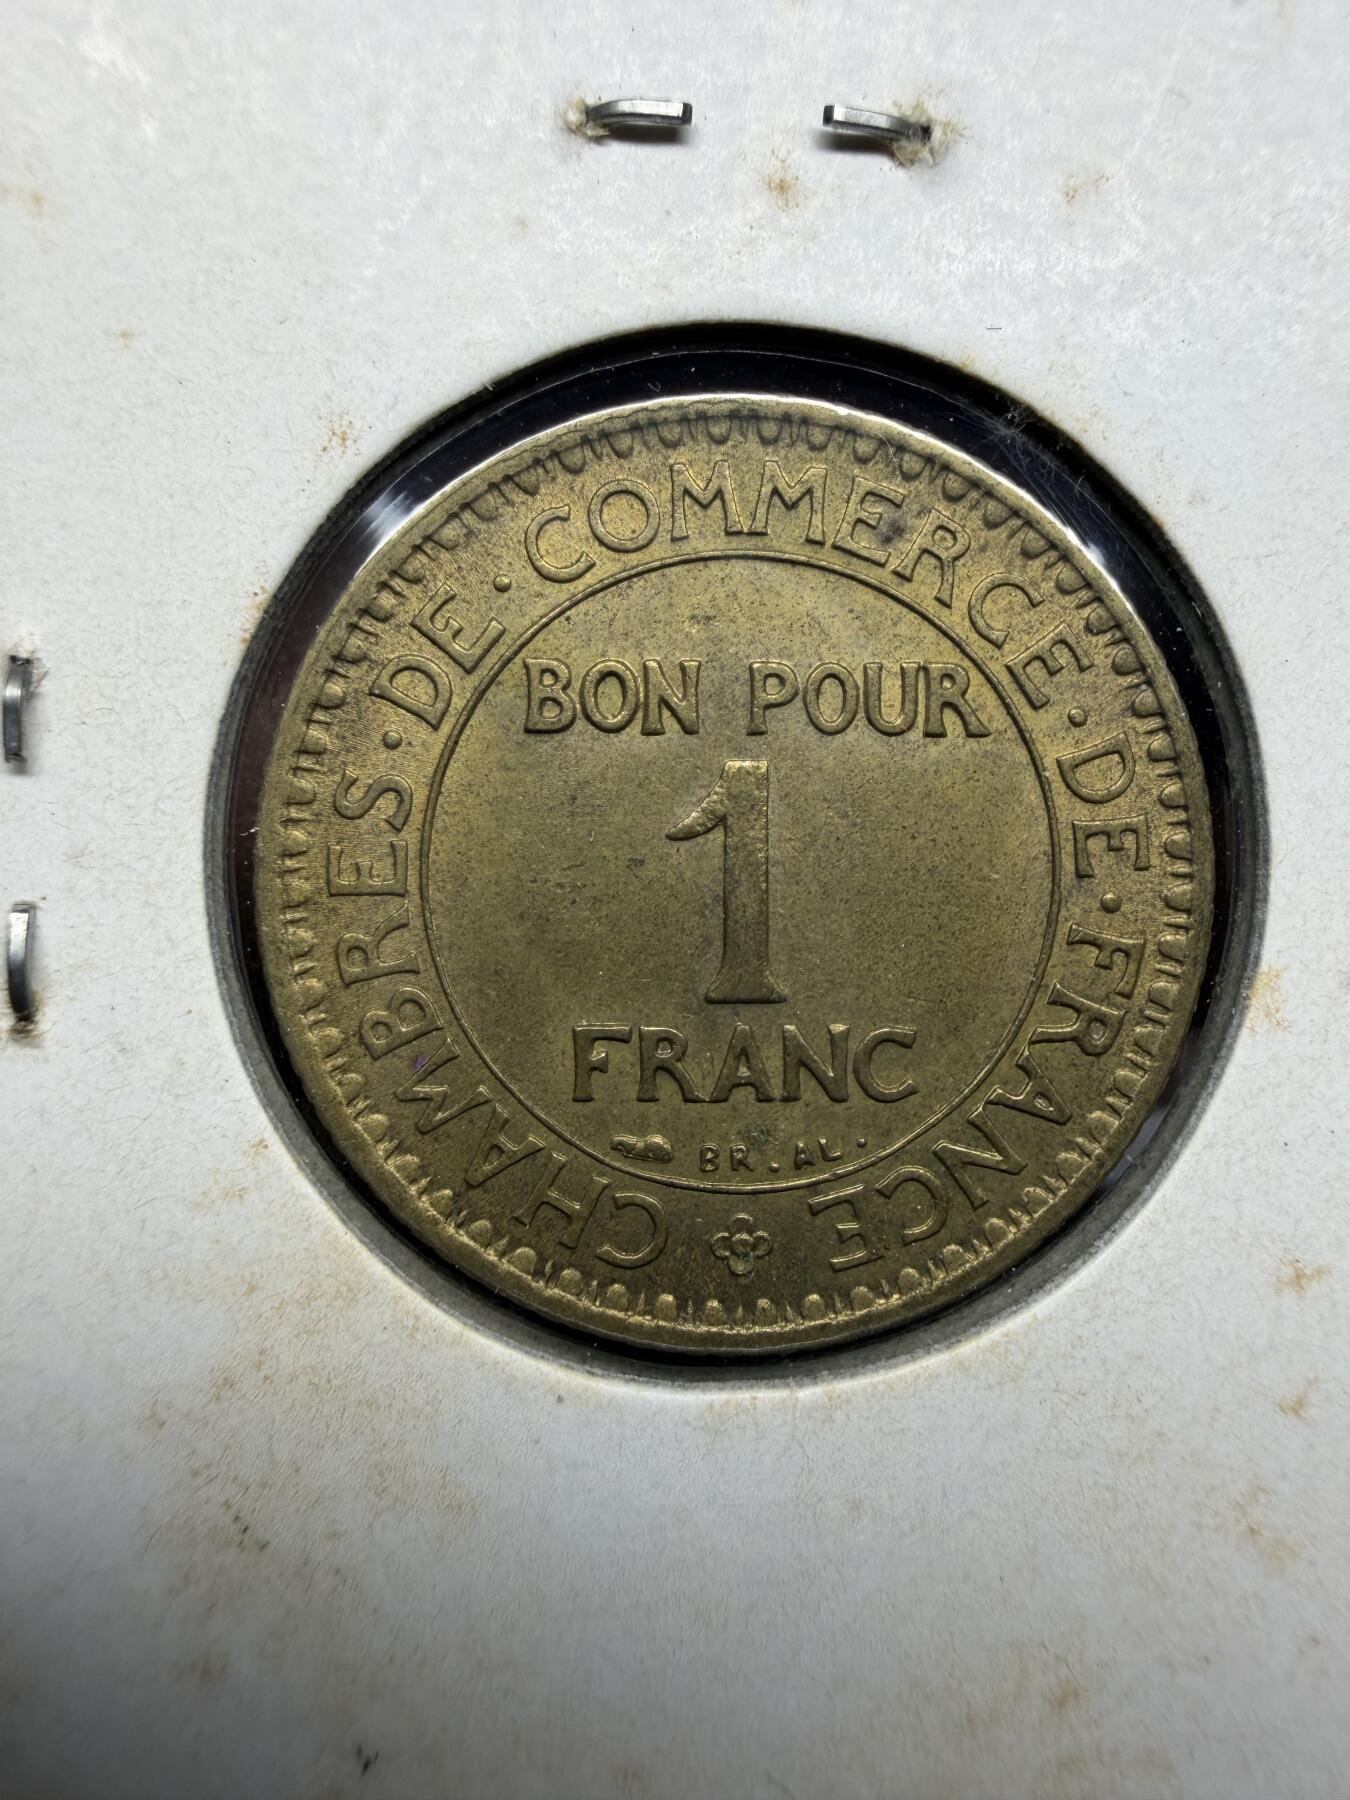 CHAMBRES · DE · COMMERCE · DE · FRANCE
BON POUR
1
FRANC
BR. AL.